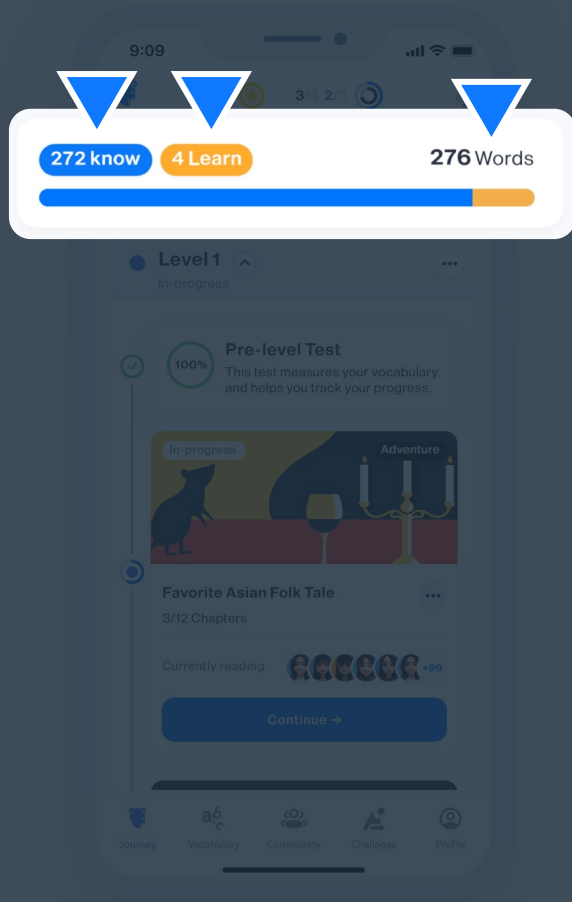 9:09
3/4 2/3
272 know 4 Learn 276 Words
Level 1
In-progress
100%
Pre-level Test
This test measures your vocabulary
and helps you track your progress.
In-progress Adventure
Favorite Asian Folk Tale
3/12 Chapters
Currently reading +99
Continue →
Journey Vocabulary Community Challeges Profile